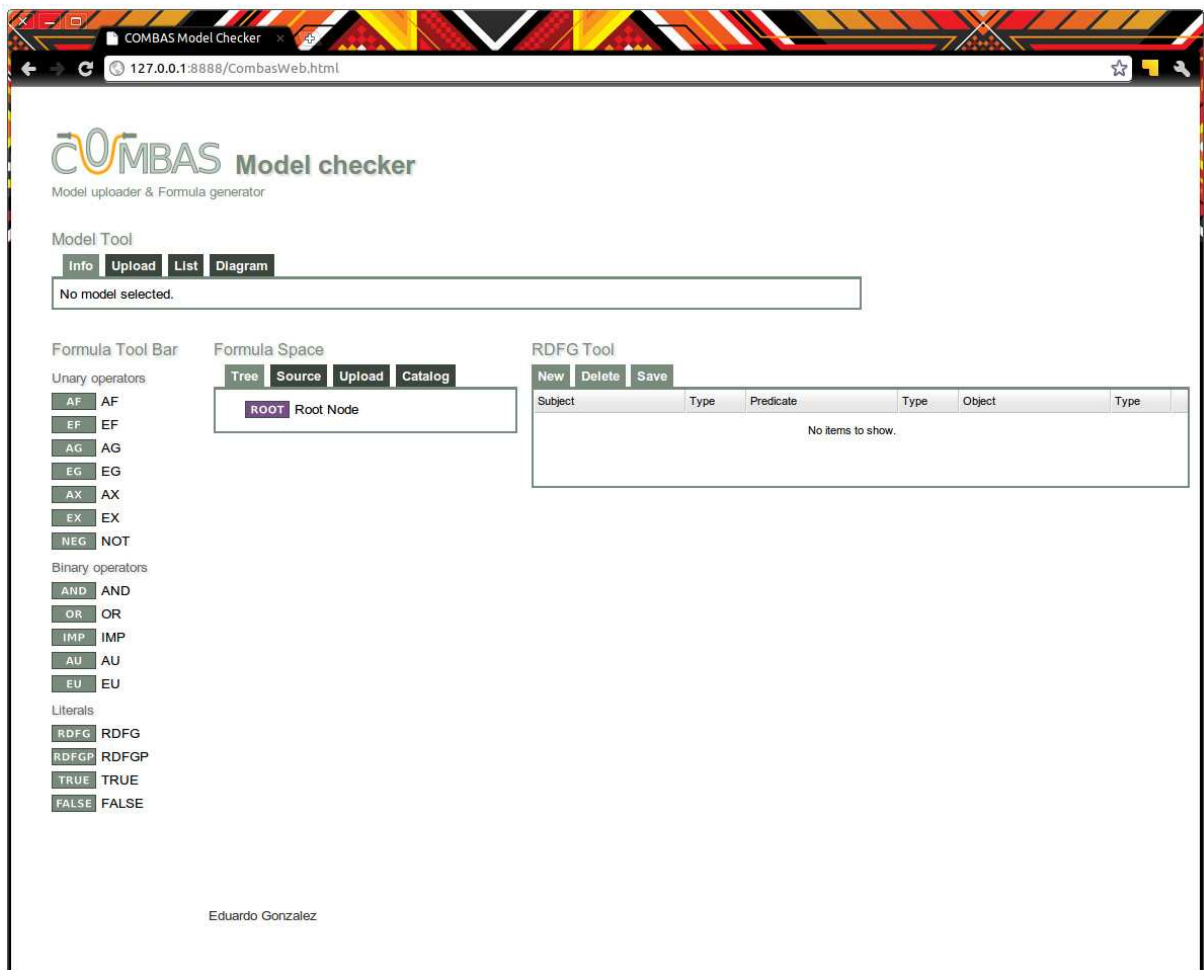 COMBAS Model Checker
127.0.0.1:8888/CombasWeb.html
COMBAS Model checker
Model uploader & Formula generator
Model Tool
Info Upload List Diagram
No model selected.
Formula Tool Bar
Unary operators
AF AF
EF EF
AG AG
EG EG
AX AX
EX EX
NEG NOT
Binary operators
AND AND
OR OR
IMP IMP
AU AU
EU EU
Literals
RDFG RDFG
RDFGP RDFGP
TRUE TRUE
FALSE FALSE
Formula Space
Tree Source Upload Catalog
ROOT Root Node
RDFG Tool
New Delete Save
Subject Type Predicate Type Object Type
No items to show.
Eduardo Gonzalez